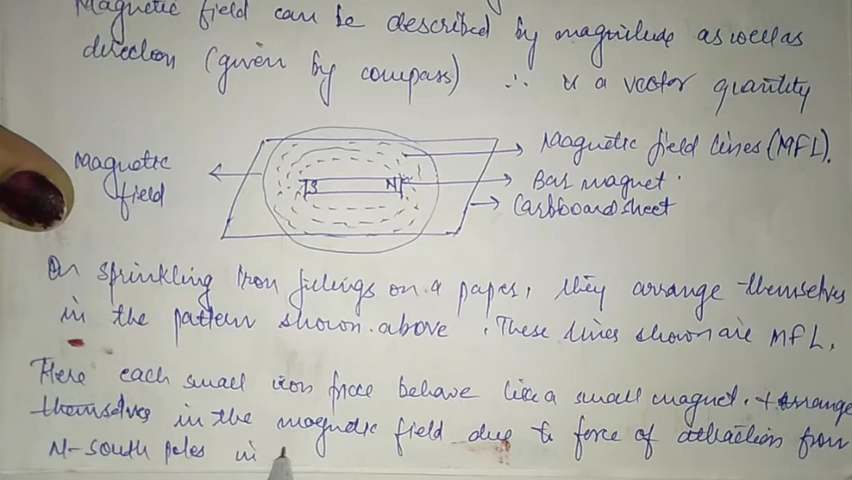 Magnetic field can be described by magnitude as well as
direction (given by compass) ∴ is a vector quantity
Magnetic
field
Magnetic field lines (MFL).
Bar magnet.
Cardboard sheet
S N
On sprinkling Iron fillings on a paper, they arrange themselves
in the pattern shown above. These lines shown are MFL.
Here each small iron piece behave like a small magnet. + arrange
themselves in the magnetic field due to force of attraction from
N-South poles in